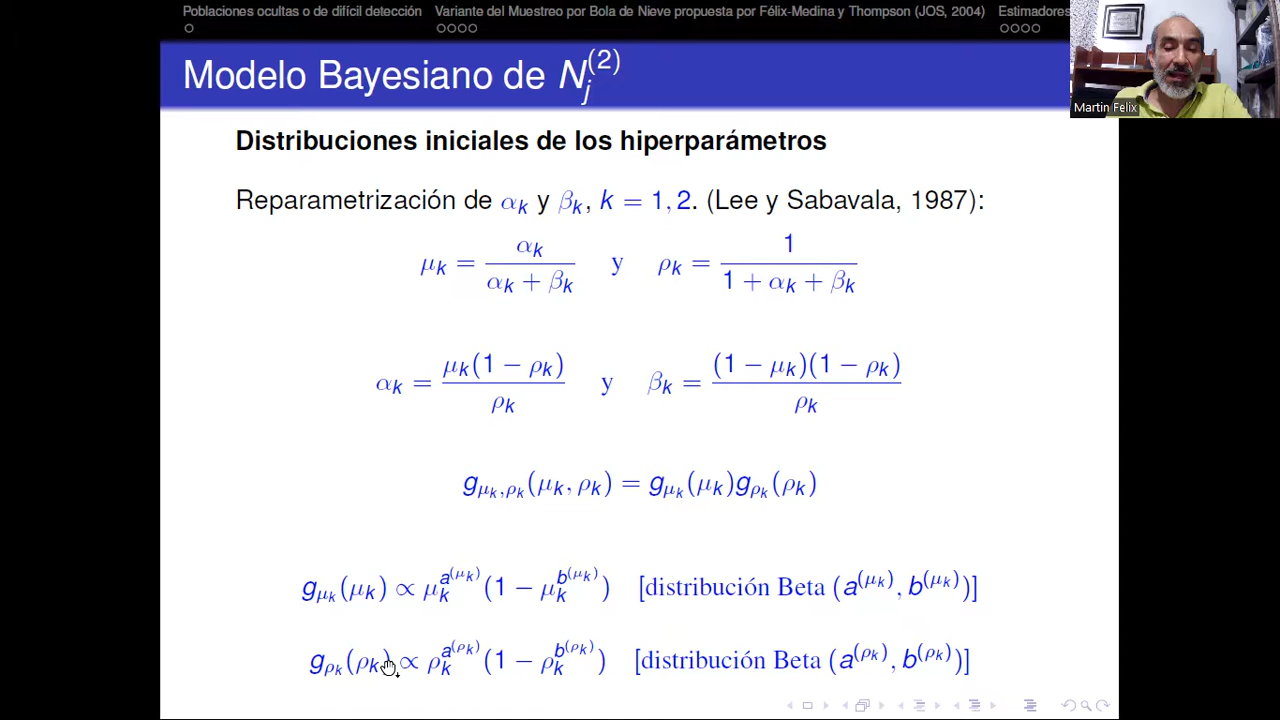 Poblaciones ocultas o de difícil detección Variante del Muestreo por Bola de Nieve propuesta por Félix-Medina y Thompson (JOS, 2004) Estimadores
Modelo Bayesiano de N_j^{(2)}
Martin Felix
Distribuciones iniciales de los hiperparámetros
Reparametrización de α_k y β_k, k = 1, 2. (Lee y Sabavala, 1987):
μ_k = \frac{α_k}{α_k + β_k} y ρ_k = \frac{1}{1 + α_k + β_k}
α_k = \frac{μ_k(1 − ρ_k)}{ρ_k} y β_k = \frac{(1 − μ_k)(1 − ρ_k)}{ρ_k}
g_{μ_k,ρ_k}(μ_k, ρ_k) = g_{μ_k}(μ_k)g_{ρ_k}(ρ_k)
g_{μ_k}(μ_k) ∝ μ_k^{a^{(μ_k)}}(1 − μ_k^{b^{(μ_k)}}) [distribución Beta (a^{(μ_k)}, b^{(μ_k)})]
g_{ρ_k}(ρ_k) ∝ ρ_k^{a^{(ρ_k)}}(1 − ρ_k^{b^{(ρ_k)}}) [distribución Beta (a^{(ρ_k)}, b^{(ρ_k)})]